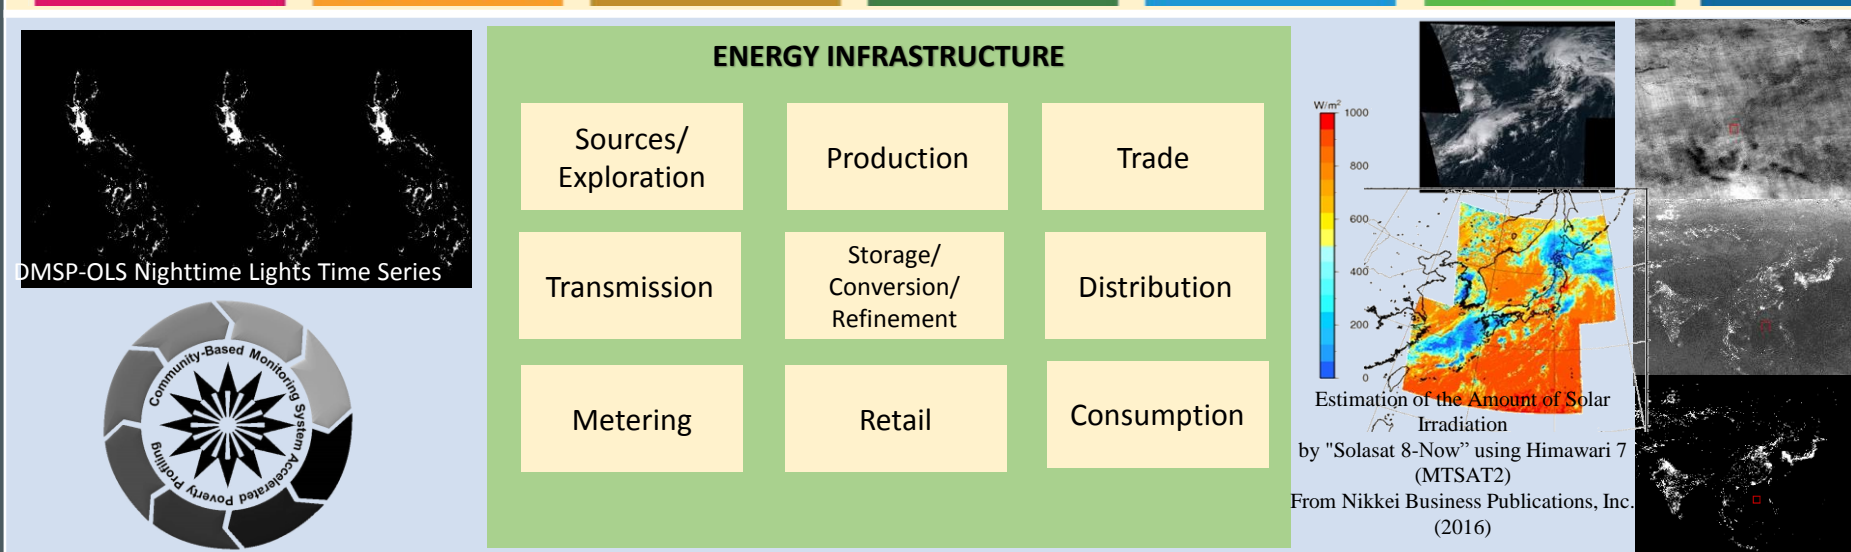 DMSP-OLS Nighttime Lights Time Series
Community-Based Monitoring System Accelerated Poverty Profiling
ENERGY INFRASTRUCTURE
Sources/
Exploration
Production
Trade
Transmission
Storage/
Conversion/
Refinement
Distribution
Metering
Retail
Consumption
W/m²
1000
800
600
400
200
0
Estimation of the Amount of Solar
Irradiation
by "Solasat 8-Now” using Himawari 7
(MTSAT2)
From Nikkei Business Publications, Inc.
(2016)